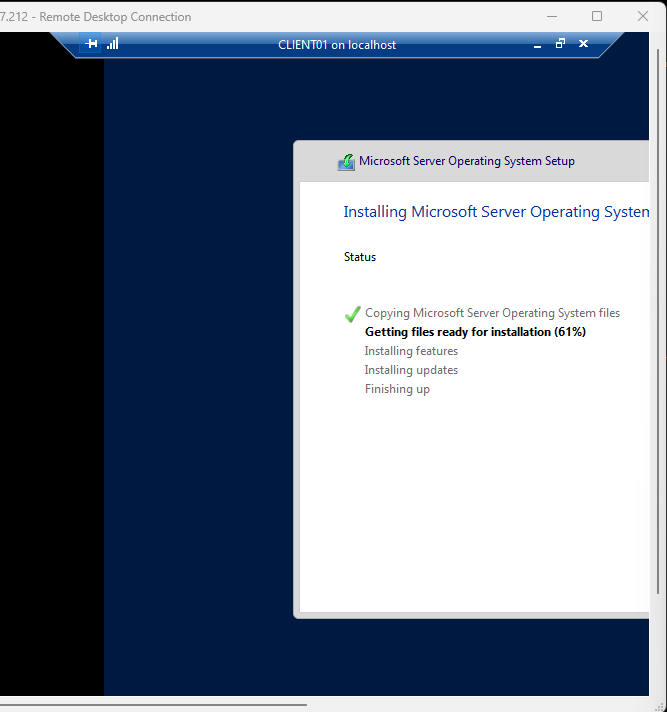 7.212 - Remote Desktop Connection
CLIENT01 on localhost
Microsoft Server Operating System Setup
Installing Microsoft Server Operating System
Status
Copying Microsoft Server Operating System files
Getting files ready for installation (61%)
Installing features
Installing updates
Finishing up